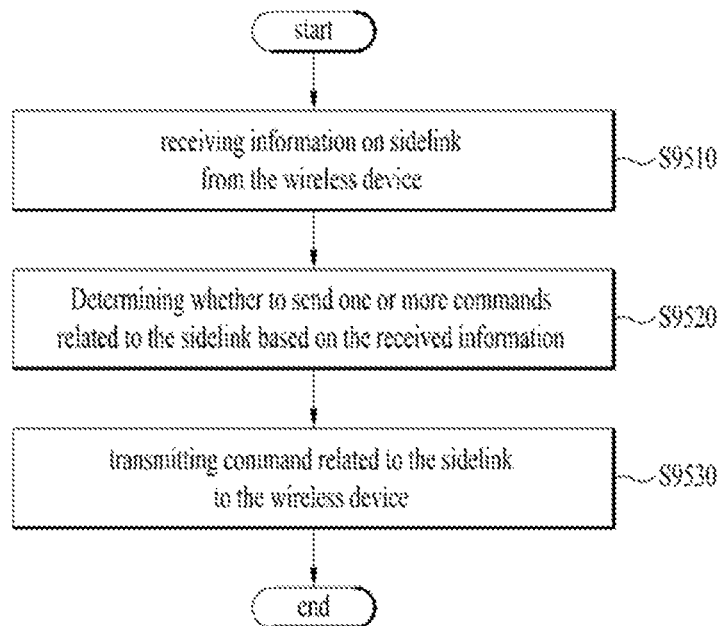 start
receiving information on sidelink
from the wireless device
S9510
Determining whether to send one or more commands
related to the sidelink based on the received information
S9520
transmitting command related to the sidelink
to the wireless device
S9530
end